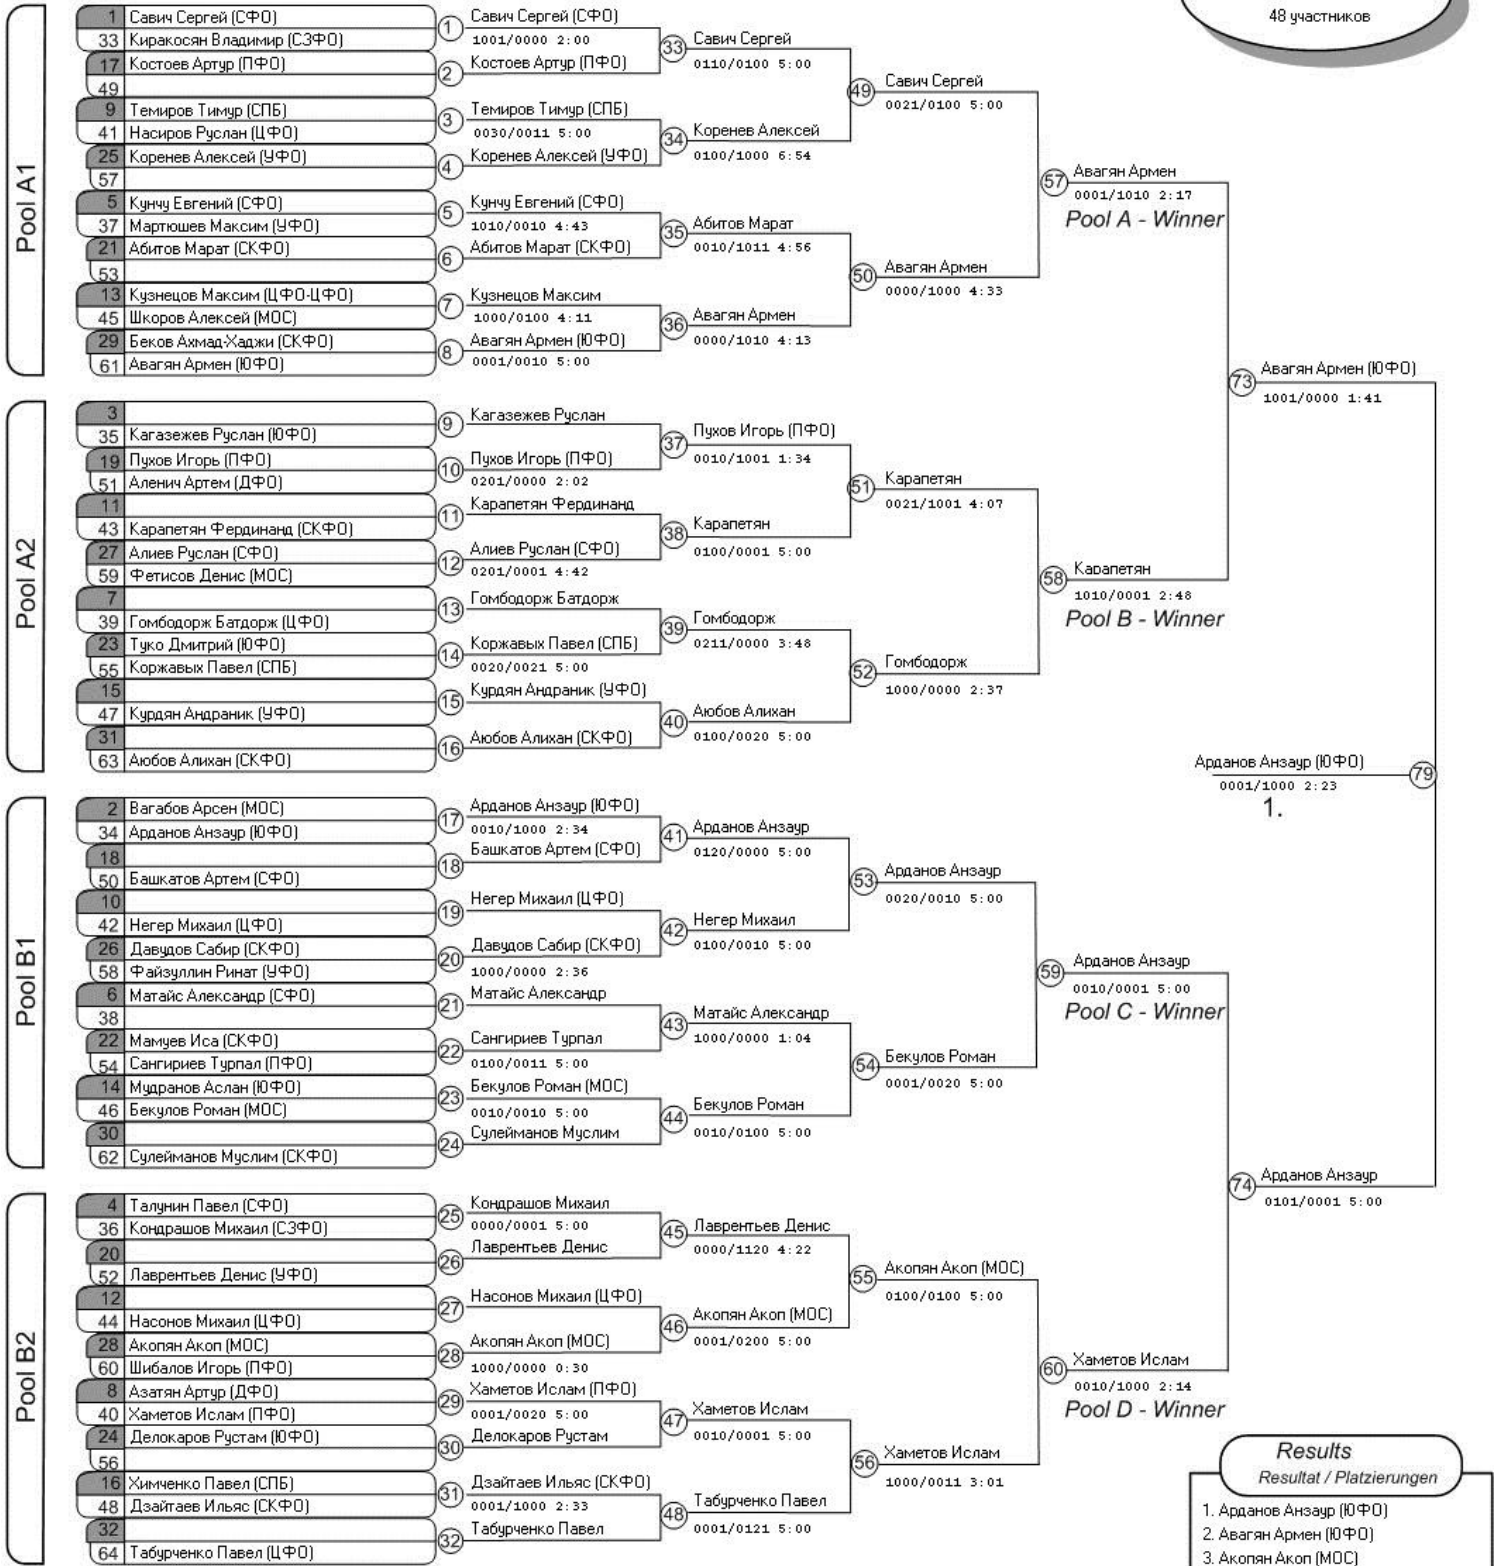 48 участников
Pool A1
1 Савич Сергей (СФО)
33 Киракосян Владимир (СЗФО)
17 Костоев Артур (ПФО)
49
9 Темиров Тимур (СПБ)
41 Насиров Руслан (ЦФО)
25 Коренев Алексей (УФО)
57
5 Кунчу Евгений (СФО)
37 Мартюшев Максим (УФО)
21 Абитов Марат (СКФО)
53
13 Кузнецов Максим (ЦФО-ЦФО)
45 Шкоров Алексей (МОС)
29 Беков Ахмад-Хаджи (СКФО)
61 Авагян Армен (ЮФО)
1 Савич Сергей (СФО)
1001/0000 2:00
2 Костоев Артур (ПФО)
3 Темиров Тимур (СПБ)
0030/0011 5:00
4 Коренев Алексей (УФО)
5 Кунчу Евгений (СФО)
1010/0010 4:43
6 Абитов Марат (СКФО)
7 Кузнецов Максим
1000/0100 4:11
8 Авагян Армен (ЮФО)
0001/0010 5:00
33 Савич Сергей
0110/0100 5:00
34 Коренев Алексей
0100/1000 6:54
35 Абитов Марат
0010/1011 4:56
36 Авагян Армен
0000/1010 4:13
49 Савич Сергей
0021/0100 5:00
50 Авагян Армен
0000/1000 4:33
57 Авагян Армен
0001/1010 2:17
Pool A - Winner
Pool A2
3
35 Кагазежев Руслан (ЮФО)
19 Пухов Игорь (ПФО)
51 Аленич Артем (ДФО)
11
43 Карапетян Фердинанд (СКФО)
27 Алиев Руслан (СФО)
59 Фетисов Денис (МОС)
7
39 Гомбодорж Батдорж (ЦФО)
23 Туко Дмитрий (ЮФО)
55 Коржавых Павел (СПБ)
15
47 Курдян Андраник (УФО)
31
63 Аюбов Алихан (СКФО)
9 Кагазежев Руслан
10 Пухов Игорь (ПФО)
0201/0000 2:02
11 Карапетян Фердинанд
12 Алиев Руслан (СФО)
0201/0001 4:42
13 Гомбодорж Батдорж
14 Коржавых Павел (СПБ)
0020/0021 5:00
15 Курдян Андраник (УФО)
16 Аюбов Алихан (СКФО)
37 Пухов Игорь (ПФО)
0010/1001 1:34
38 Карапетян
0100/0001 5:00
39 Гомбодорж
0211/0000 3:48
40 Аюбов Алихан
0100/0020 5:00
51 Карапетян
0021/1001 4:07
52 Гомбодорж
1000/0000 2:37
58 Карапетян
1010/0001 2:48
Pool B - Winner
73 Авагян Армен (ЮФО)
1001/0000 1:41
Арданов Анзаур (ЮФО) 79
0001/1000 2:23
1.
Pool B1
2 Вагабов Арсен (МОС)
34 Арданов Анзаур (ЮФО)
18
50 Башкатов Артем (СФО)
10
42 Негер Михаил (ЦФО)
26 Давудов Сабир (СКФО)
58 Файзуллин Ринат (УФО)
6 Матайс Александр (СФО)
38
22 Мамуев Иса (СКФО)
54 Сангириев Турпал (ПФО)
14 Мудранов Аслан (ЮФО)
46 Бекулов Роман (МОС)
30
62 Сулейманов Муслим (СКФО)
17 Арданов Анзаур (ЮФО)
0010/1000 2:34
18 Башкатов Артем (СФО)
19 Негер Михаил (ЦФО)
20 Давудов Сабир (СКФО)
1000/0000 2:36
21 Матайс Александр
22 Сангириев Турпал
0100/0011 5:00
23 Бекулов Роман (МОС)
0010/0010 5:00
24 Сулейманов Муслим
41 Арданов Анзаур
0120/0000 5:00
42 Негер Михаил
0100/0010 5:00
43 Матайс Александр
1000/0000 1:04
44 Бекулов Роман
0010/0100 5:00
53 Арданов Анзаур
0020/0010 5:00
54 Бекулов Роман
0001/0020 5:00
59 Арданов Анзаур
0010/0001 5:00
Pool C - Winner
74 Арданов Анзаур
0101/0001 5:00
Pool B2
4 Талунин Павел (СФО)
36 Кондрашов Михаил (СЗФО)
20
52 Лаврентьев Денис (УФО)
12
44 Насонов Михаил (ЦФО)
28 Акопян Акоп (МОС)
60 Шибалов Игорь (ПФО)
8 Азатян Артур (ДФО)
40 Хаметов Ислам (ПФО)
24 Делокаров Рустам (ЮФО)
56
16 Химченко Павел (СПБ)
48 Дзайтаев Ильяс (СКФО)
32
64 Табурченко Павел (ЦФО)
25 Кондрашов Михаил
0000/0001 5:00
26 Лаврентьев Денис
27 Насонов Михаил (ЦФО)
28 Акопян Акоп (МОС)
1000/0000 0:30
29 Хаметов Ислам (ПФО)
0001/0020 5:00
30 Делокаров Рустам
31 Дзайтаев Ильяс (СКФО)
0001/1000 2:33
32 Табурченко Павел
45 Лаврентьев Денис
0000/1120 4:22
46 Акопян Акоп (МОС)
0001/0200 5:00
47 Хаметов Ислам
0010/0001 5:00
48 Табурченко Павел
0001/0121 5:00
55 Акопян Акоп (МОС)
0100/0100 5:00
56 Хаметов Ислам
1000/0011 3:01
60 Хаметов Ислам
0010/1000 2:14
Pool D - Winner
Results
Resultat / Platzierungen
1. Арданов Анзаур (ЮФО)
2. Авагян Армен (ЮФО)
3. Акопян Акоп (МОС)